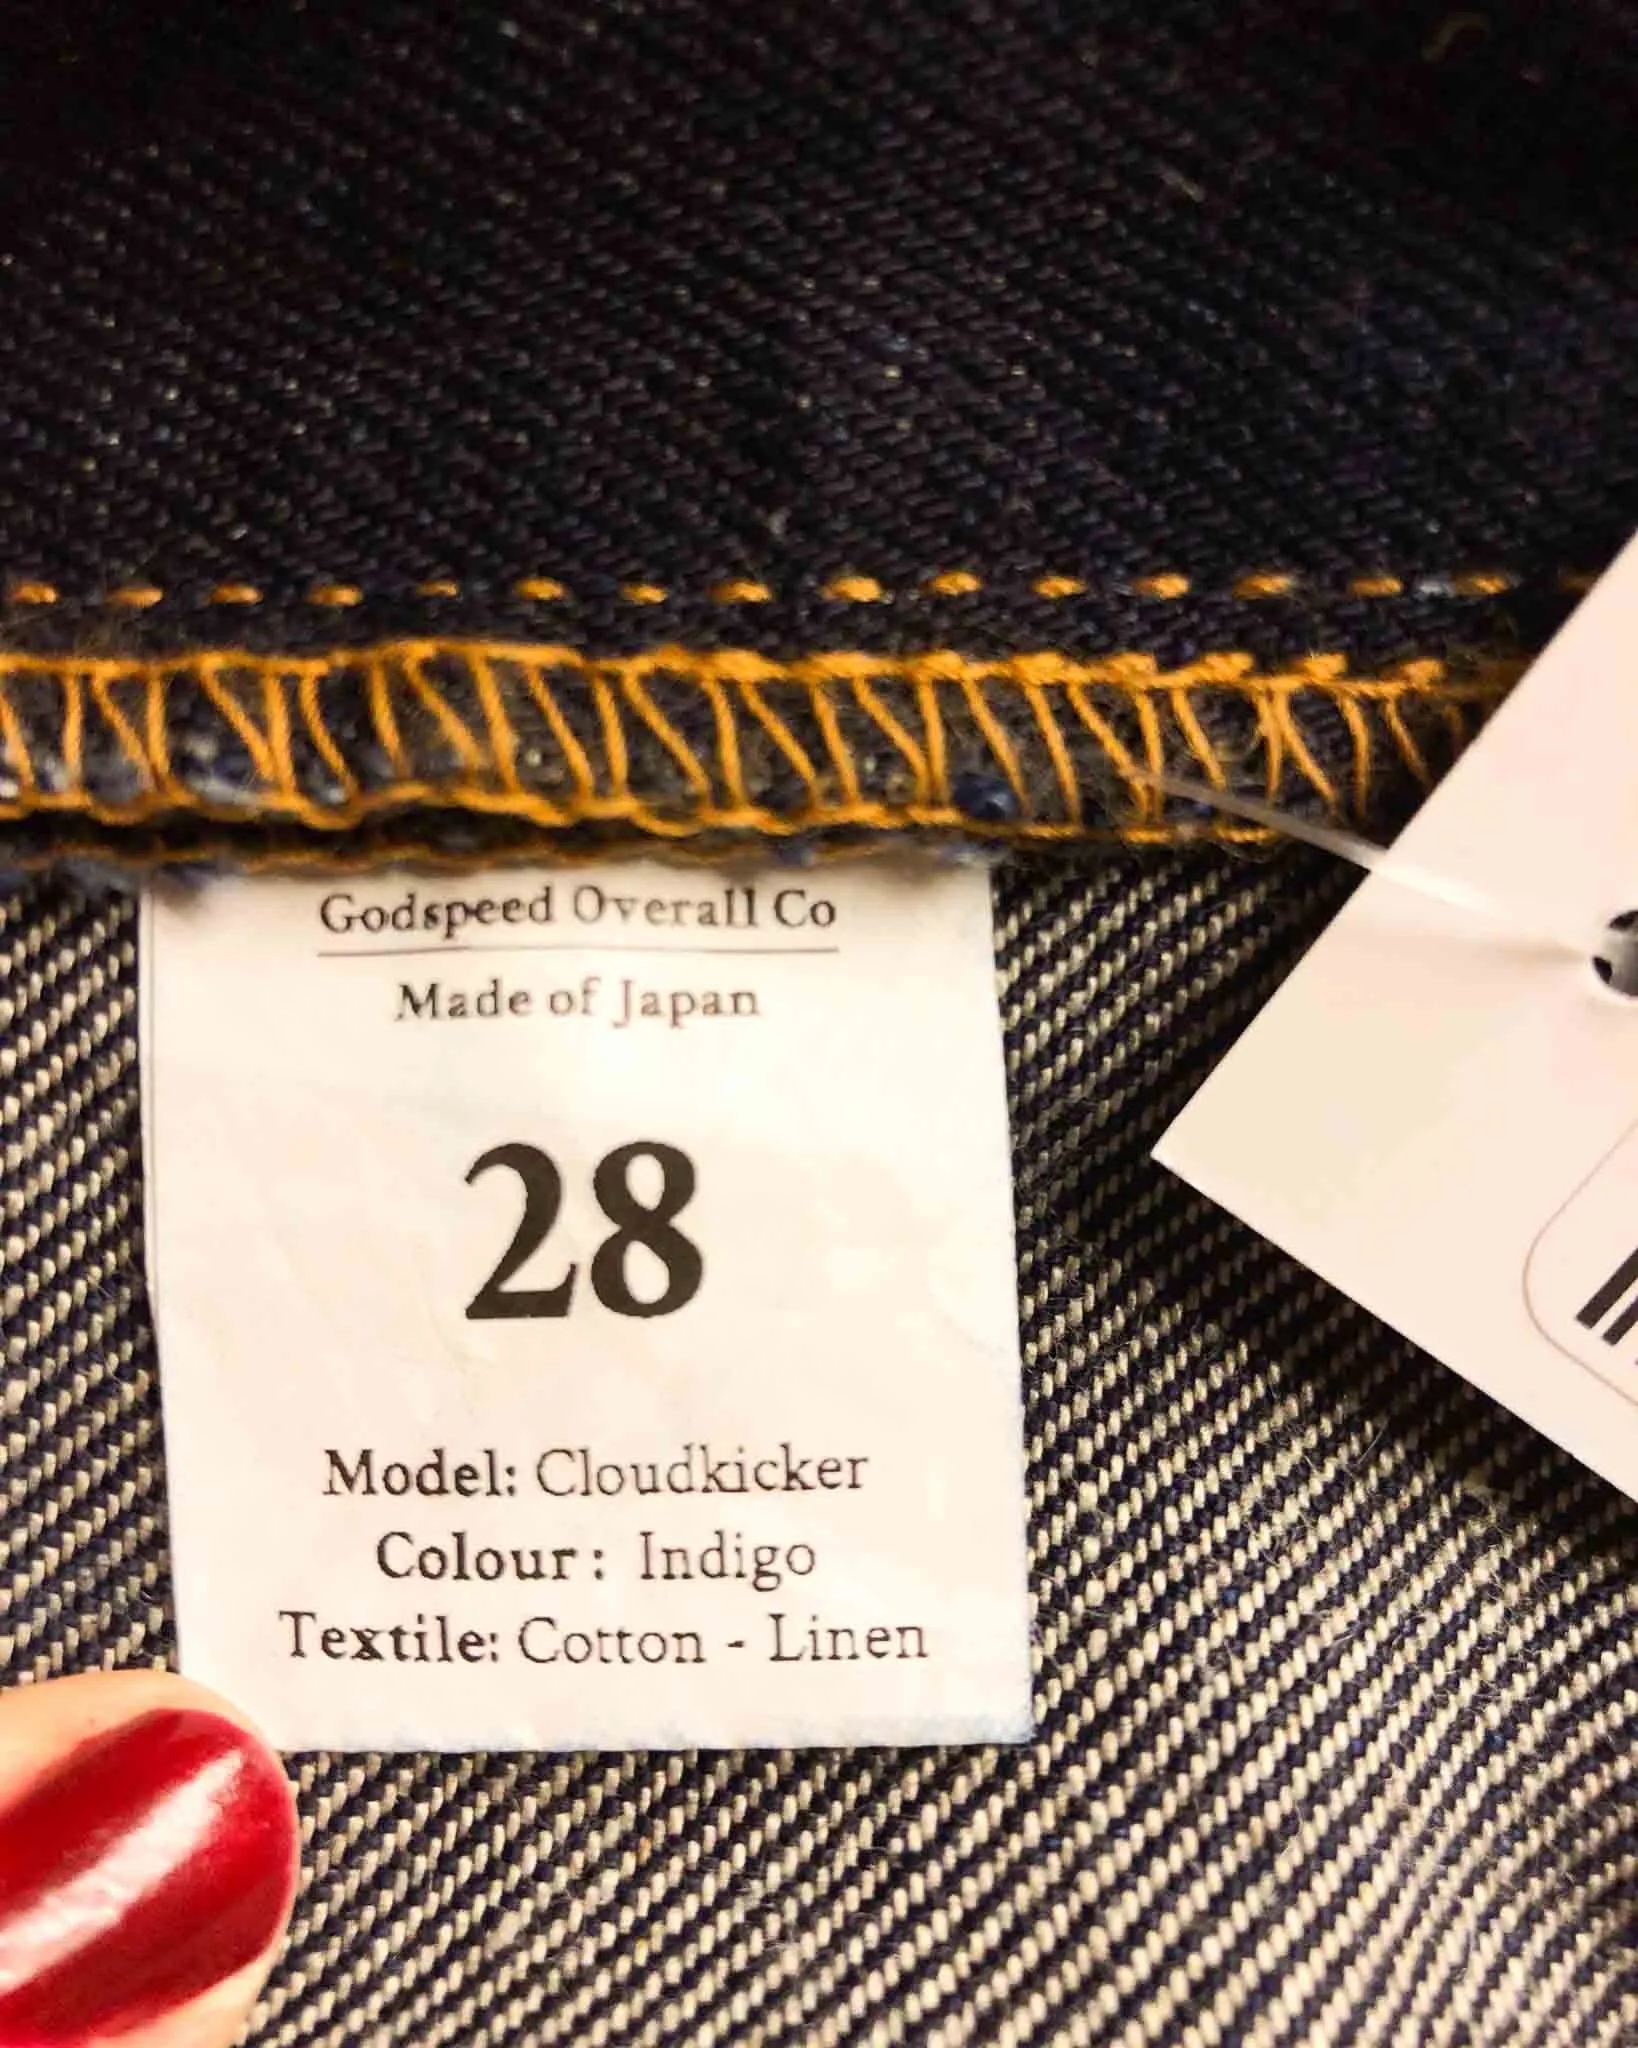 Godspeed Overall Co
Made of Japan
28
Model: Cloudkicker
Colour: Indigo
Textile: Cotton - Linen